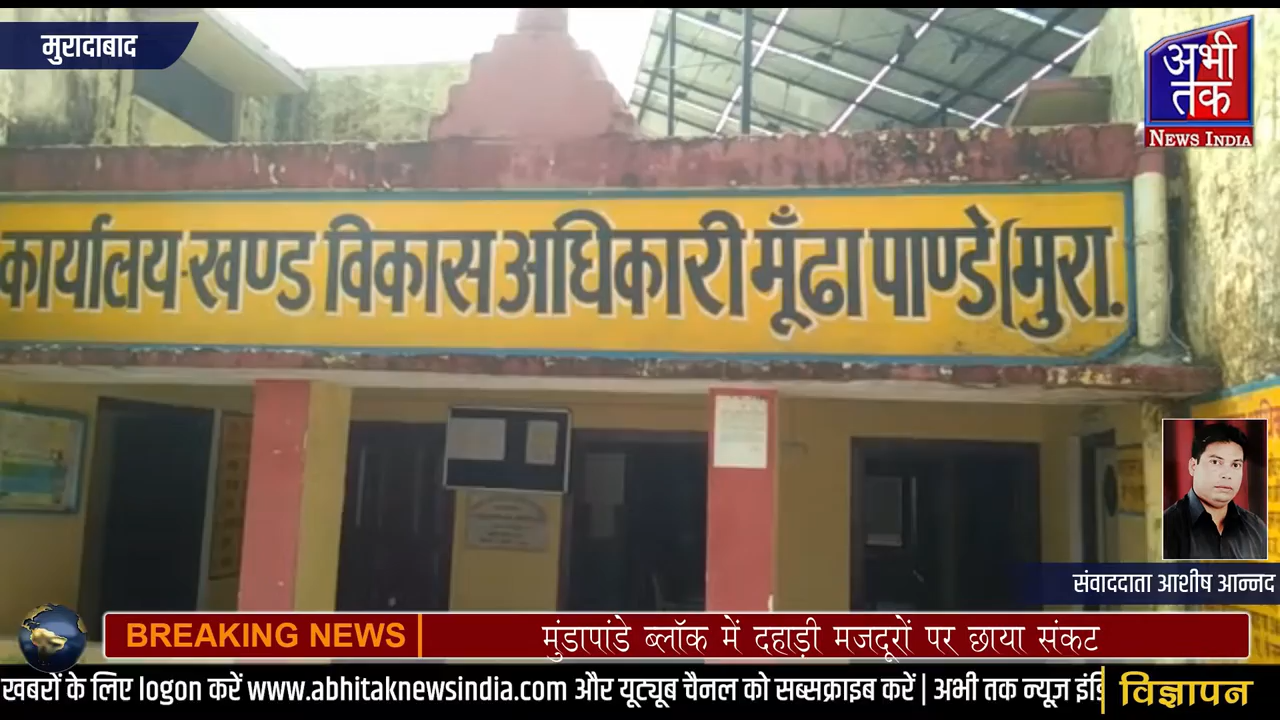 मुरादाबाद
अभी
तक
NEWS INDIA
कार्यालय-खण्ड विकास अधिकारी मूँढा पाण्डे (मुरा.
संवाददाता आशीष आन्नद
BREAKING NEWS
मुंडापांडे ब्लॉक में दहाड़ी मजदूरों पर छाया संकट
खबरों के लिए logon करें www.abhitaknewsindia.com और यूट्यूब चैनल को सब्सक्राइब करें | अभी तक न्यूज़ इंडि
विज्ञापन